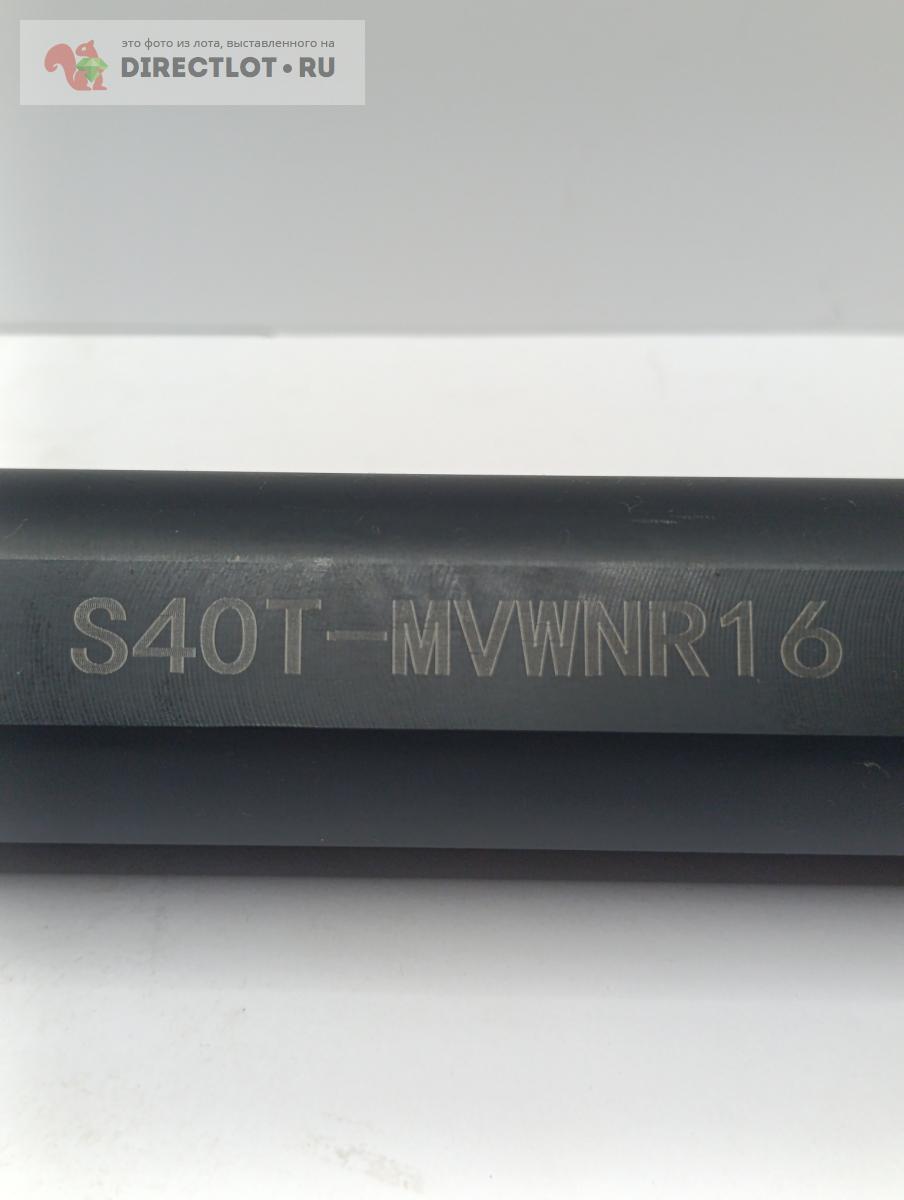 это фото из лота, выставленного на
DIRECTLOT•RU
S40T-MVWNR16